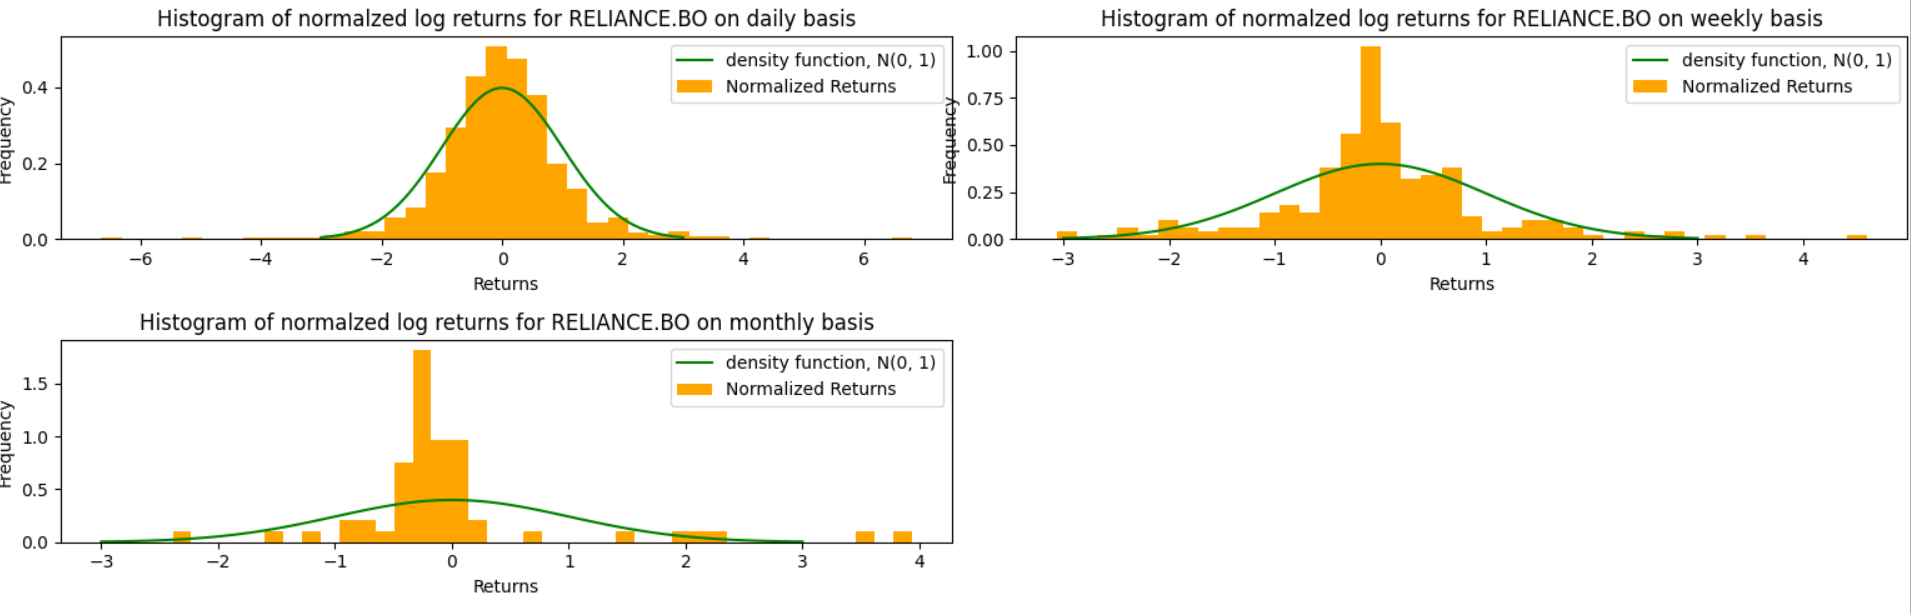 Histogram of normalzed log returns for RELIANCE.BO on daily basis
Frequency
0.4
0.2
0.0
density function, N(0, 1)
Normalized Returns
−6 −4 −2 0 2 4 6
Returns
Histogram of normalzed log returns for RELIANCE.BO on weekly basis
Frequency
1.00
0.75
0.50
0.25
0.00
density function, N(0, 1)
Normalized Returns
−3 −2 −1 0 1 2 3 4
Returns
Histogram of normalzed log returns for RELIANCE.BO on monthly basis
Frequency
1.5
1.0
0.5
0.0
density function, N(0, 1)
Normalized Returns
−3 −2 −1 0 1 2 3 4
Returns